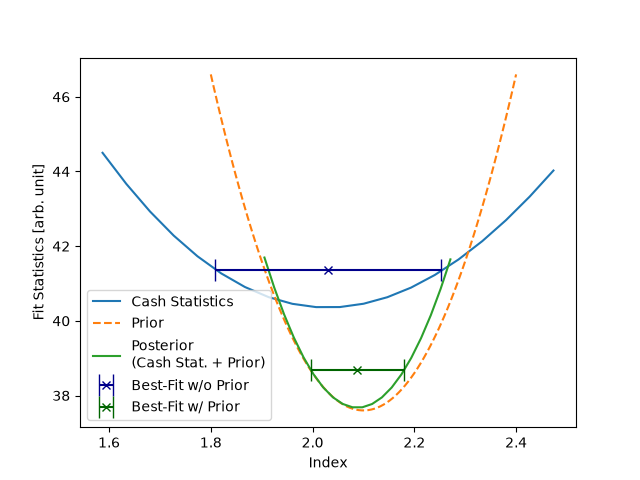 46
44
42
40
38
Fit Statistics [arb. unit]
Cash Statistics
Prior
Posterior
(Cash Stat. + Prior)
Best-Fit w/o Prior
Best-Fit w/ Prior
1.6
1.8
2.0
2.2
2.4
Index